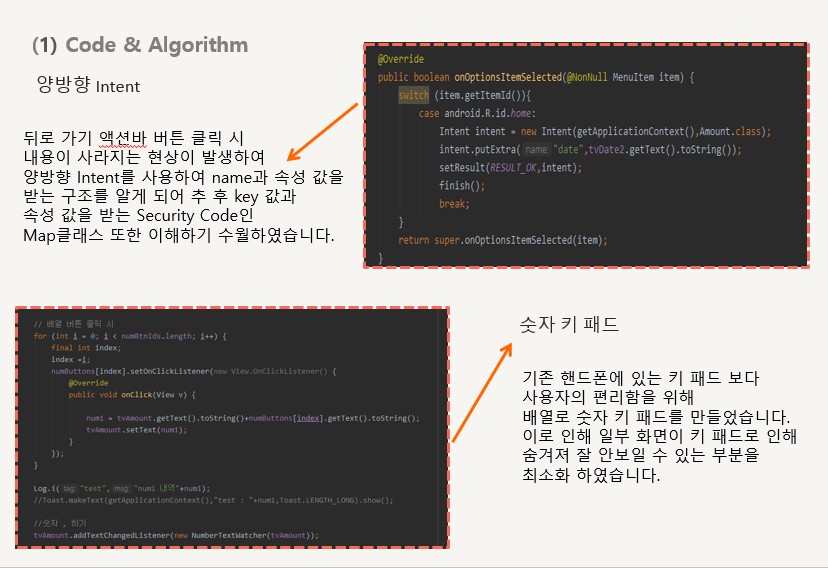 (1) Code & Algorithm
양방향 Intent
뒤로 가기 액션바 버튼 클릭 시
내용이 사라지는 현상이 발생하여
양방향 Intent를 사용하여 name과 속성 값을
받는 구조를 알게 되어 추 후 key 값과
속성 값을 받는 Security Code인
Map클래스 또한 이해하기 수월하였습니다.
@Override
public boolean onOptionsItemSelected(@NonNull MenuItem item) {
switch (item.getItemId()){
case android.R.id.home:
Intent intent = new Intent(getApplicationContext(),Amount.class);
intent.putExtra( name: "date",tvDate2.getText().toString());
setResult(RESULT_OK,intent);
finish();
break;
}
return super.onOptionsItemSelected(item);
}
// 배열 버튼 클릭 시
for (int i = 0; i < numBtnIds.length; i++) {
final int index;
index =i;
numButtons[index].setOnClickListener(new View.OnClickListener() {
@Override
public void onClick(View v) {
num1 = tvAmount.getText().toString()+numButtons[index].getText().toString();
tvAmount.setText(num1);
}
});
}
Log.i( tag: "test", msg: "num1 내역"+num1);
//Toast.makeText(getApplicationContext(),"test : "+num1,Toast.LENGTH_LONG).show();
//숫자 , 하기
tvAmount.addTextChangedListener(new NumberTextWatcher(tvAmount));
숫자 키 패드
기존 핸드폰에 있는 키 패드 보다
사용자의 편리함을 위해
배열로 숫자 키 패드를 만들었습니다.
이로 인해 일부 화면이 키 패드로 인해
숨겨져 잘 안보일 수 있는 부분을
최소화 하였습니다.